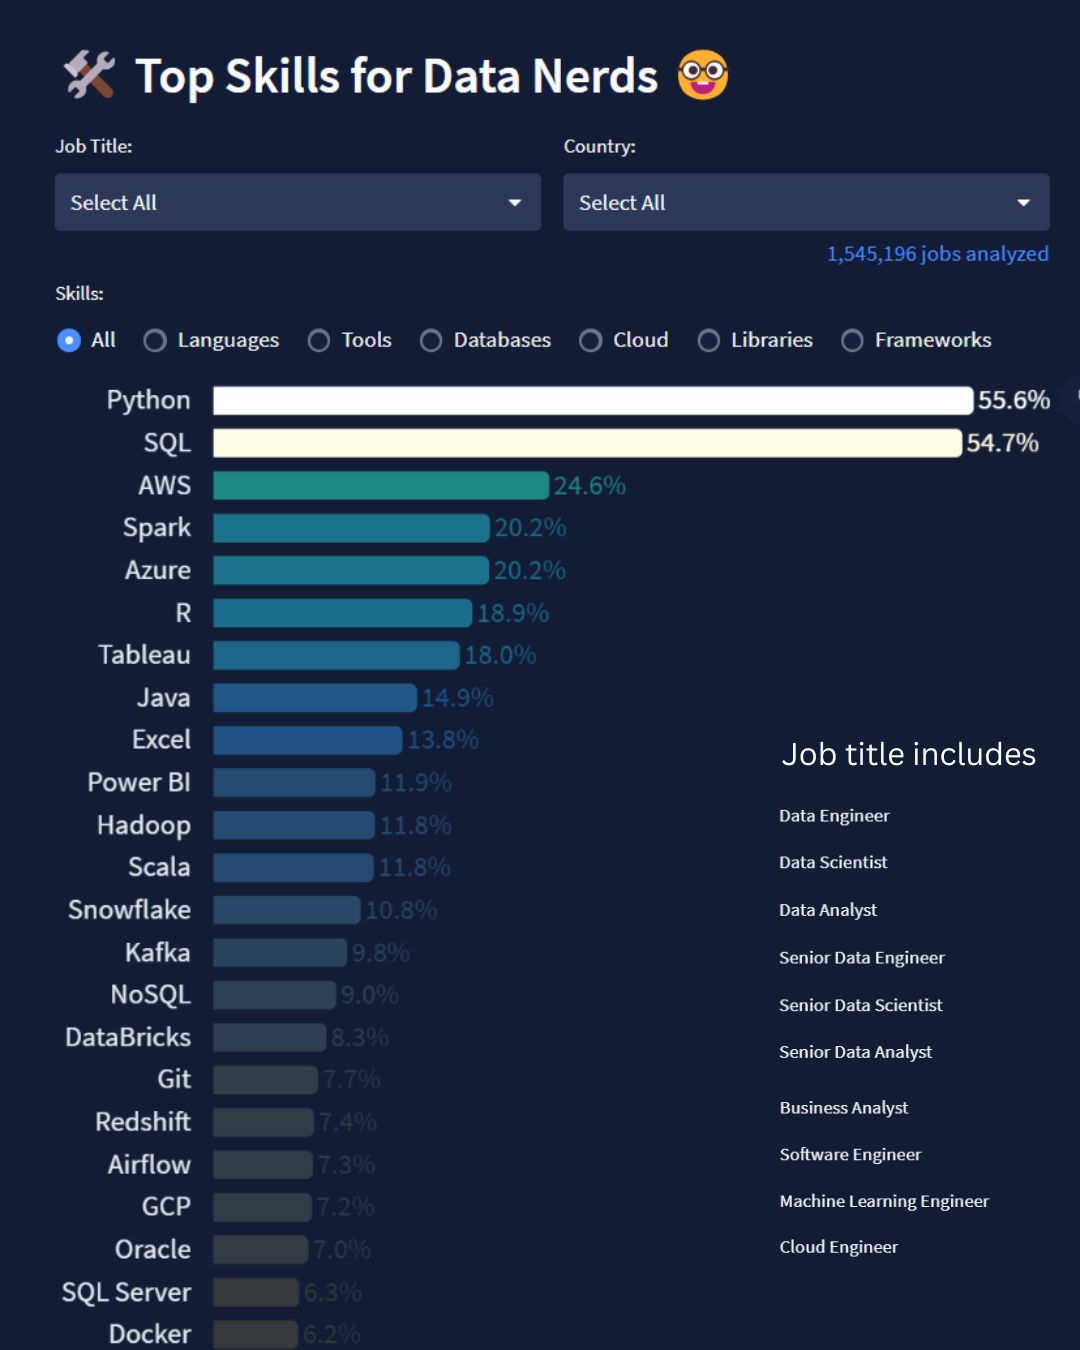 Top Skills for Data Nerds
Job Title: Country:
Select All Select All
1,545,196 jobs analyzed
Skills:
All Languages Tools Databases Cloud Libraries Frameworks
Python 55.6%
SQL 54.7%
AWS 24.6%
Spark 20.2%
Azure 20.2%
R 18.9%
Tableau 18.0%
Java 14.9%
Excel 13.8%
Power BI 11.9%
Hadoop 11.8%
Scala 11.8%
Snowflake 10.8%
Kafka 9.8%
NoSQL 9.0%
DataBricks 8.3%
Git 7.7%
Redshift 7.4%
Airflow 7.3%
GCP 7.2%
Oracle 7.0%
SQL Server 6.3%
Docker 6.2%
Job title includes
Data Engineer
Data Scientist
Data Analyst
Senior Data Engineer
Senior Data Scientist
Senior Data Analyst
Business Analyst
Software Engineer
Machine Learning Engineer
Cloud Engineer